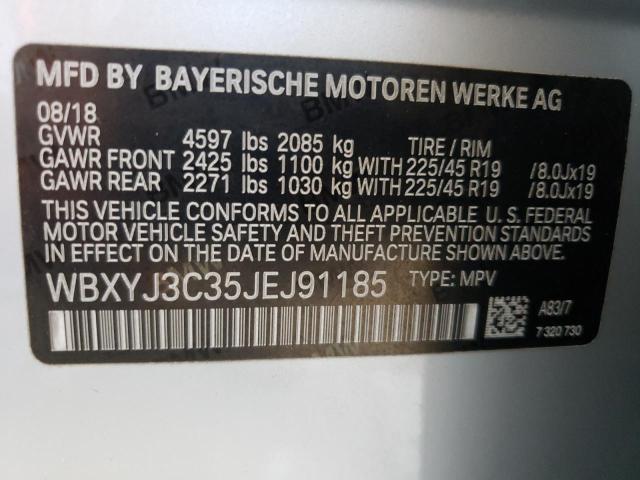 MFD BY BAYERISCHE MOTOREN WERKE AG
08/18
GVWR 4597 lbs 2085 kg TIRE / RIM
GAWR FRONT 2425 lbs 1100 kg WITH 225/45 R19 /8.0Jx19
GAWR REAR 2271 lbs 1030 kg WITH 225/45 R19 /8.0Jx19
THIS VEHICLE CONFORMS TO ALL APPLICABLE U. S. FEDERAL
MOTOR VEHICLE SAFETY AND THEFT PREVENTION STANDARDS
IN EFFECT ON THE DATE OF MANUFACTURE SHOWN ABOVE.
WBXYJ3C35JEJ91185 TYPE: MPV
A83/7
7 320 730